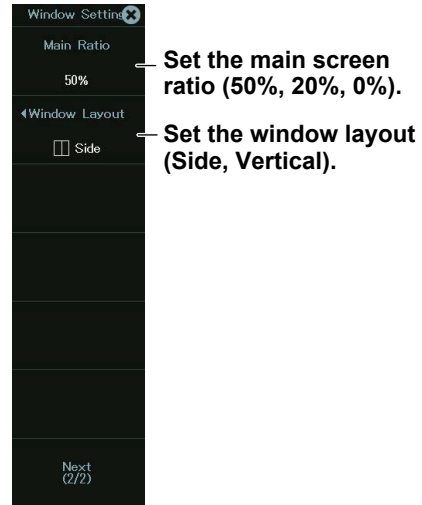 Window Setting
Main Ratio
50%
Set the main screen
ratio (50%, 20%, 0%).
Window Layout
Side
Set the window layout
(Side, Vertical).
Next
(2/2)